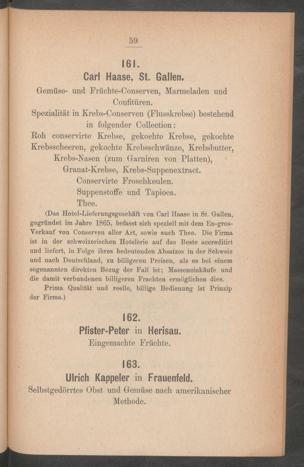 59
161.
Carl Haase, St. Gallen.
Gemüse- und Früchte-Conserven, Marmeladen und
Confitüren.
Spezialität in Krebs-Conserven (Flusskrebse) bestehend
in folgender Collection:
Roh conservirte Krebse, gekochte Krebse, gekochte
Krebsscheeren, gekochte Krebsschwänze, Krebsbutter,
Krebs-Nasen (zum Garniren von Platten),
Granat-Krebse, Krebs-Suppenextract.
Conservirte Froschkeulen.
Suppenstoffe und Tapioca.
Thee.
(Das Hotel-Lieferungsgeschäft von Carl Haase in St. Gallen,
gegründet im Jahre 1865, befasst sich speziell mit dem En-gros-
Verkauf von Conserven aller Art, sowie auch Thee. Die Firma
ist in der schweizerischen Hotelerie auf das Beste accreditirt
und liefert, in Folge ihres bedeutenden Absatzes in der Schweiz
und nach Deutschland, zu billigeren Preisen, als es bei einem
sogenannten direkten Bezug der Fall ist; Masseneinkäufe und
die damit verbundenen billigeren Frachten ermöglichen dies.
Prima Qualität und reelle, billige Bedienung ist Prinzip
der Firma.)
162.
Pfister-Peter in Herisau.
Eingemachte Früchte.
163.
Ulrich Kappeler in Frauenfeld.
Selbstgedörrtes Obst und Gemüse nach amerikanischer
Methode.